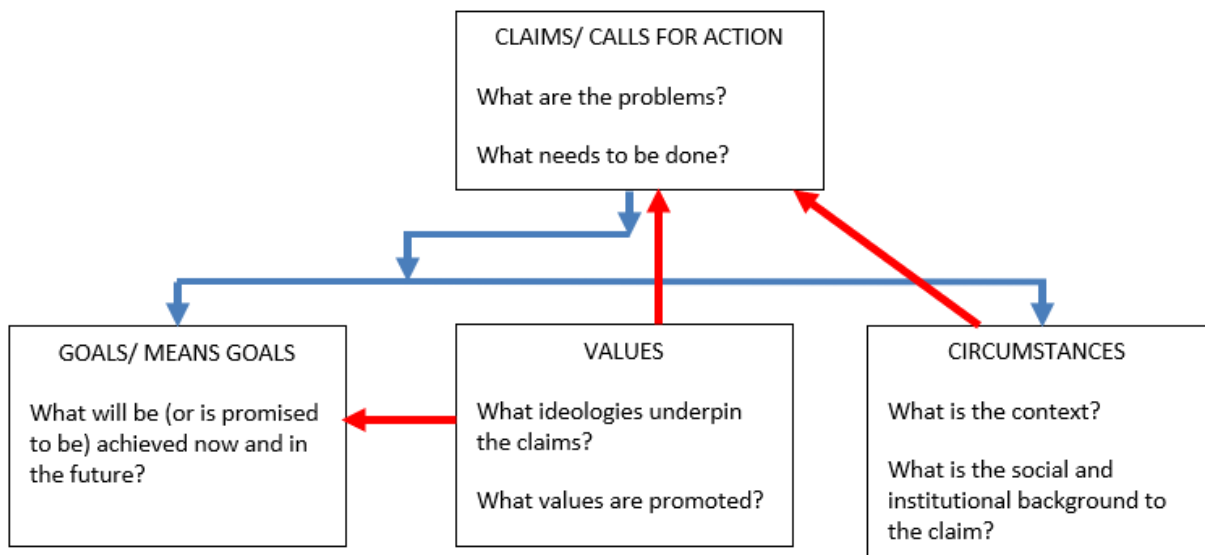 CLAIMS/ CALLS FOR ACTION
What are the problems?
What needs to be done?
GOALS/ MEANS GOALS
What will be (or is promised
to be) achieved now and in
the future?
VALUES
What ideologies underpin
the claims?
What values are promoted?
CIRCUMSTANCES
What is the context?
What is the social and
institutional background to
the claim?